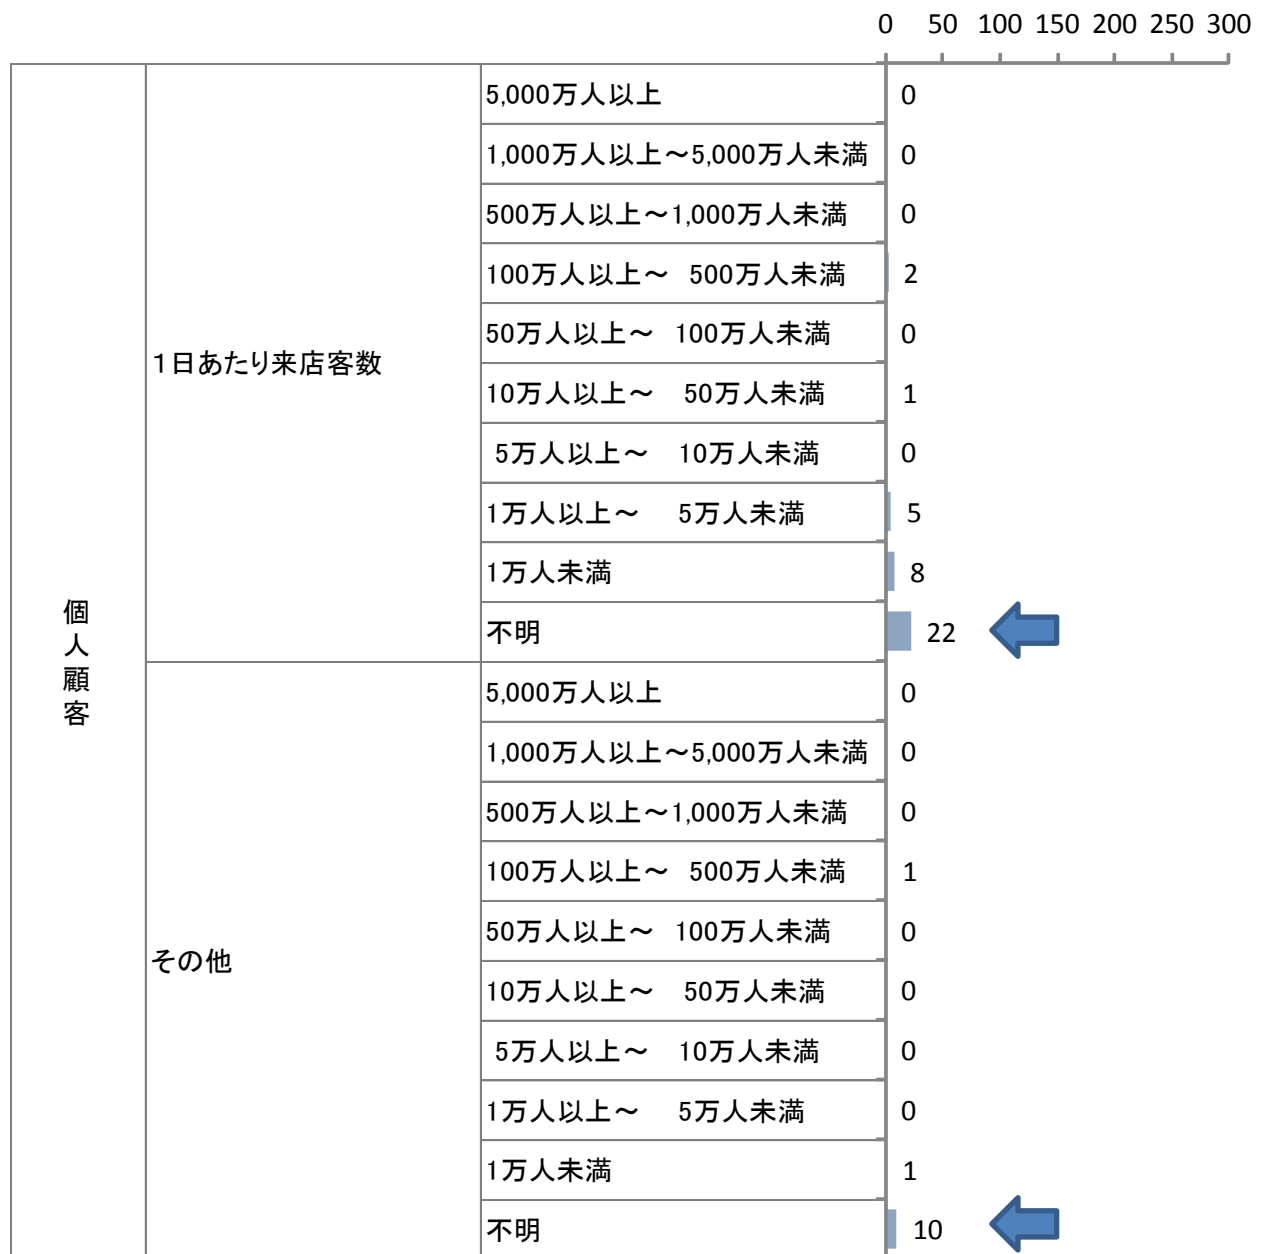 0 50 100 150 200 250 300
個人顧客
1日あたり来店客数
5,000万人以上 0
1,000万人以上～5,000万人未満 0
500万人以上～1,000万人未満 0
100万人以上～ 500万人未満 2
50万人以上～ 100万人未満 0
10万人以上～ 50万人未満 1
5万人以上～ 10万人未満 0
1万人以上～ 5万人未満 5
1万人未満 8
不明 22
その他
5,000万人以上 0
1,000万人以上～5,000万人未満 0
500万人以上～1,000万人未満 0
100万人以上～ 500万人未満 1
50万人以上～ 100万人未満 0
10万人以上～ 50万人未満 0
5万人以上～ 10万人未満 0
1万人以上～ 5万人未満 0
1万人未満 1
不明 10